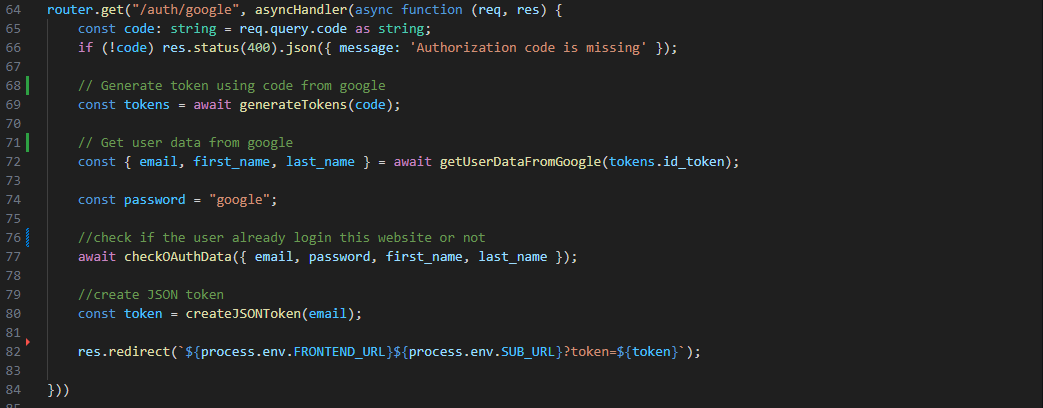 64 router.get("/auth/google", asyncHandler(async function (req, res) {
65     const code: string = req.query.code as string;
66     if (!code) res.status(400).json({ message: 'Authorization code is missing' });
67
68     // Generate token using code from google
69     const tokens = await generateTokens(code);
70
71     // Get user data from google
72     const { email, first_name, last_name } = await getUserDataFromGoogle(tokens.id_token);
73
74     const password = "google";
75
76     //check if the user already login this website or not
77     await checkOAuthData({ email, password, first_name, last_name });
78
79     //create JSON token
80     const token = createJSONToken(email);
81
82     res.redirect(`${process.env.FRONTEND_URL}${process.env.SUB_URL}?token=${token}`);
83
84 }))
85